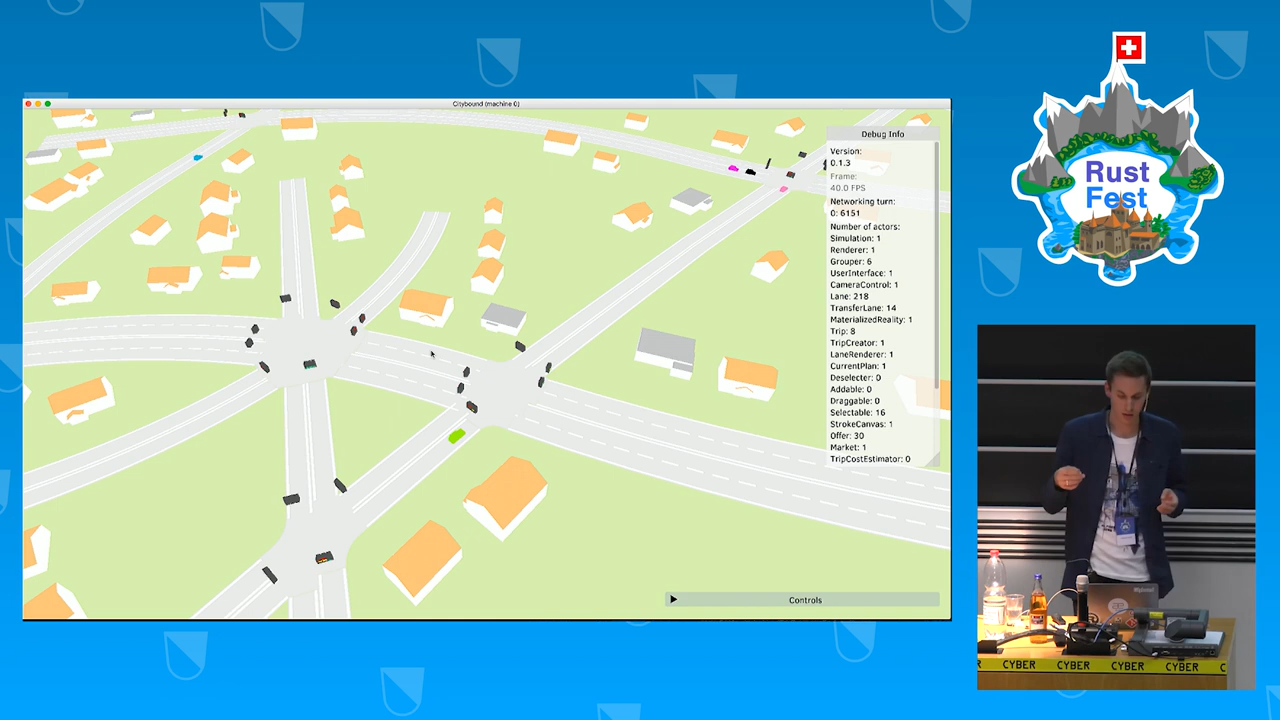 Citybound (machine 0)
Debug Info
Version:
0.1.3
Frame:
40.0 FPS
Networking turn:
0: 6151
Number of actors:
Simulation: 1
Renderer: 1
Grouper: 6
UserInterface: 1
CameraControl: 1
Lane: 218
TransferLane: 14
MaterializedReality: 1
Trip: 8
TripCreator: 1
LaneRenderer: 1
CurrentPlan: 1
Deselecter: 0
Addable: 0
Draggable: 0
Selectable: 16
StrokeCanvas: 1
Offer: 30
Market: 1
TripCostEstimator: 0
Controls
Rust
Fest
CYBER CYBER CYBER CYBER